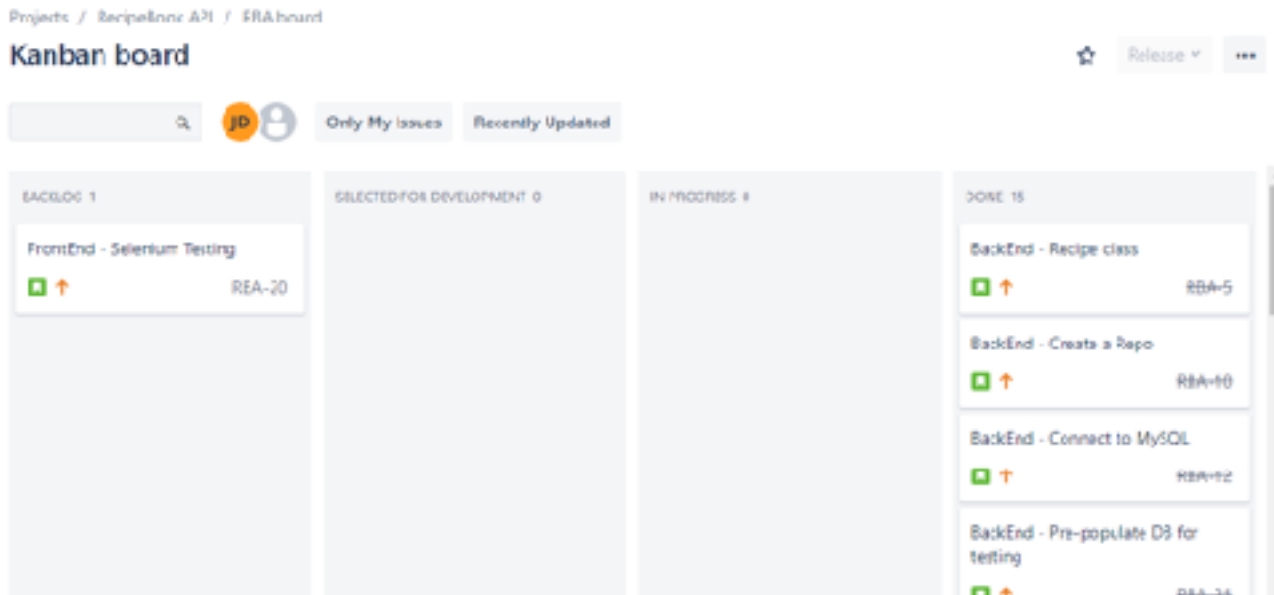 Projects / RecipeBook API / RBA board
Kanban board
Release
JD
Only My Issues
Recently Updated
BACKLOG 1
SELECTED FOR DEVELOPMENT 0
IN PROGRESS 0
DONE 15
FrontEnd - Selenium Testing
RBA-20
BackEnd - Recipe class
RBA-5
BackEnd - Create a Repo
RBA-10
BackEnd - Connect to MySQL
RBA-12
BackEnd - Pre-populate DB for
testing